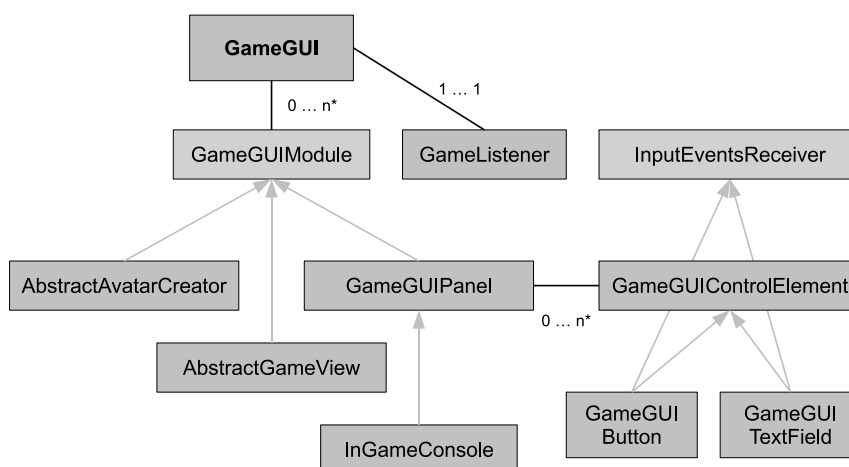 GameGUI
1 ... 1
0 ... n*
GameGUIModule
GameListener
InputEventsReceiver
AbstractAvatarCreator
GameGUIPanel
GameGUIControlElement
0 ... n*
AbstractGameView
GameGUI
Button
GameGUI
TextField
InGameConsole